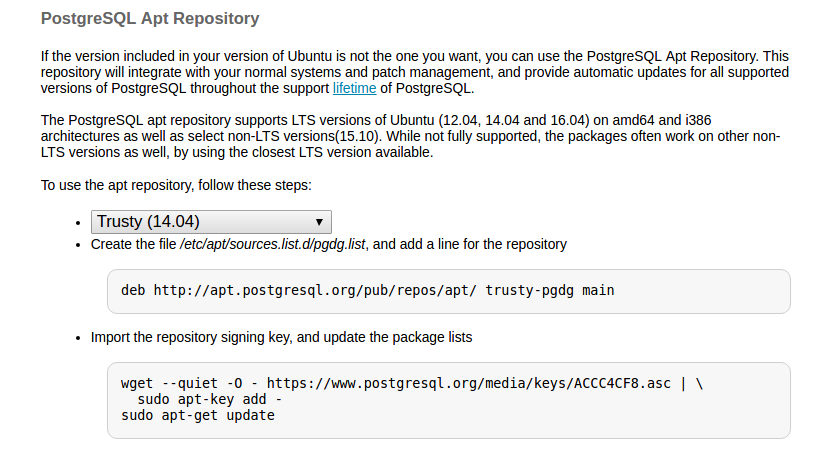 PostgreSQL Apt Repository
If the version included in your version of Ubuntu is not the one you want, you can use the PostgreSQL Apt Repository. This
repository will integrate with your normal systems and patch management, and provide automatic updates for all supported
versions of PostgreSQL throughout the support lifetime of PostgreSQL.
The PostgreSQL apt repository supports LTS versions of Ubuntu (12.04, 14.04 and 16.04) on amd64 and i386
architectures as well as select non-LTS versions(15.10). While not fully supported, the packages often work on other non-
LTS versions as well, by using the closest LTS version available.
To use the apt repository, follow these steps:
• Trusty (14.04) ▼
• Create the file /etc/apt/sources.list.d/pgdg.list, and add a line for the repository
deb http://apt.postgresql.org/pub/repos/apt/ trusty-pgdg main
• Import the repository signing key, and update the package lists
wget --quiet -O - https://www.postgresql.org/media/keys/ACCC4CF8.asc | \
  sudo apt-key add -
sudo apt-get update